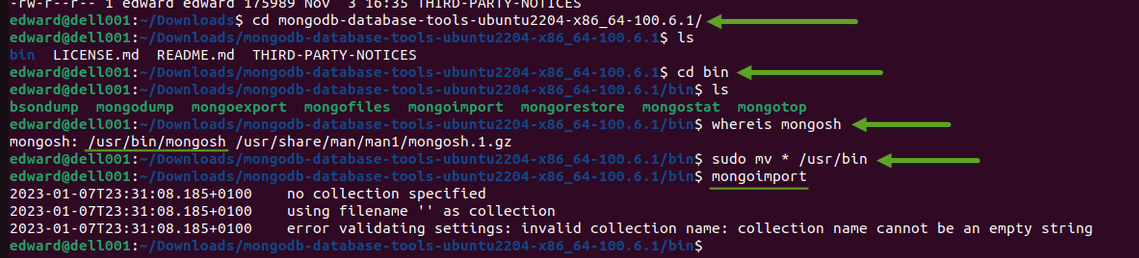 -rw-r--r-- 1 edward edward 175989 Nov  3 16:35 THIRD-PARTY-NOTICES
edward@dell001:~/Downloads$ cd mongodb-database-tools-ubuntu2204-x86_64-100.6.1/
edward@dell001:~/Downloads/mongodb-database-tools-ubuntu2204-x86_64-100.6.1$ ls
bin  LICENSE.md  README.md  THIRD-PARTY-NOTICES
edward@dell001:~/Downloads/mongodb-database-tools-ubuntu2204-x86_64-100.6.1$ cd bin
edward@dell001:~/Downloads/mongodb-database-tools-ubuntu2204-x86_64-100.6.1/bin$ ls
bsondump  mongodump  mongoexport  mongofiles  mongoimport  mongorestore  mongostat  mongotop
edward@dell001:~/Downloads/mongodb-database-tools-ubuntu2204-x86_64-100.6.1/bin$ whereis mongosh
mongosh: /usr/bin/mongosh /usr/share/man/man1/mongosh.1.gz
edward@dell001:~/Downloads/mongodb-database-tools-ubuntu2204-x86_64-100.6.1/bin$ sudo mv * /usr/bin
edward@dell001:~/Downloads/mongodb-database-tools-ubuntu2204-x86_64-100.6.1/bin$ mongoimport
2023-01-07T23:31:08.185+0100    no collection specified
2023-01-07T23:31:08.185+0100    using filename '' as collection
2023-01-07T23:31:08.185+0100    error validating settings: invalid collection name: collection name cannot be an empty string
edward@dell001:~/Downloads/mongodb-database-tools-ubuntu2204-x86_64-100.6.1/bin$